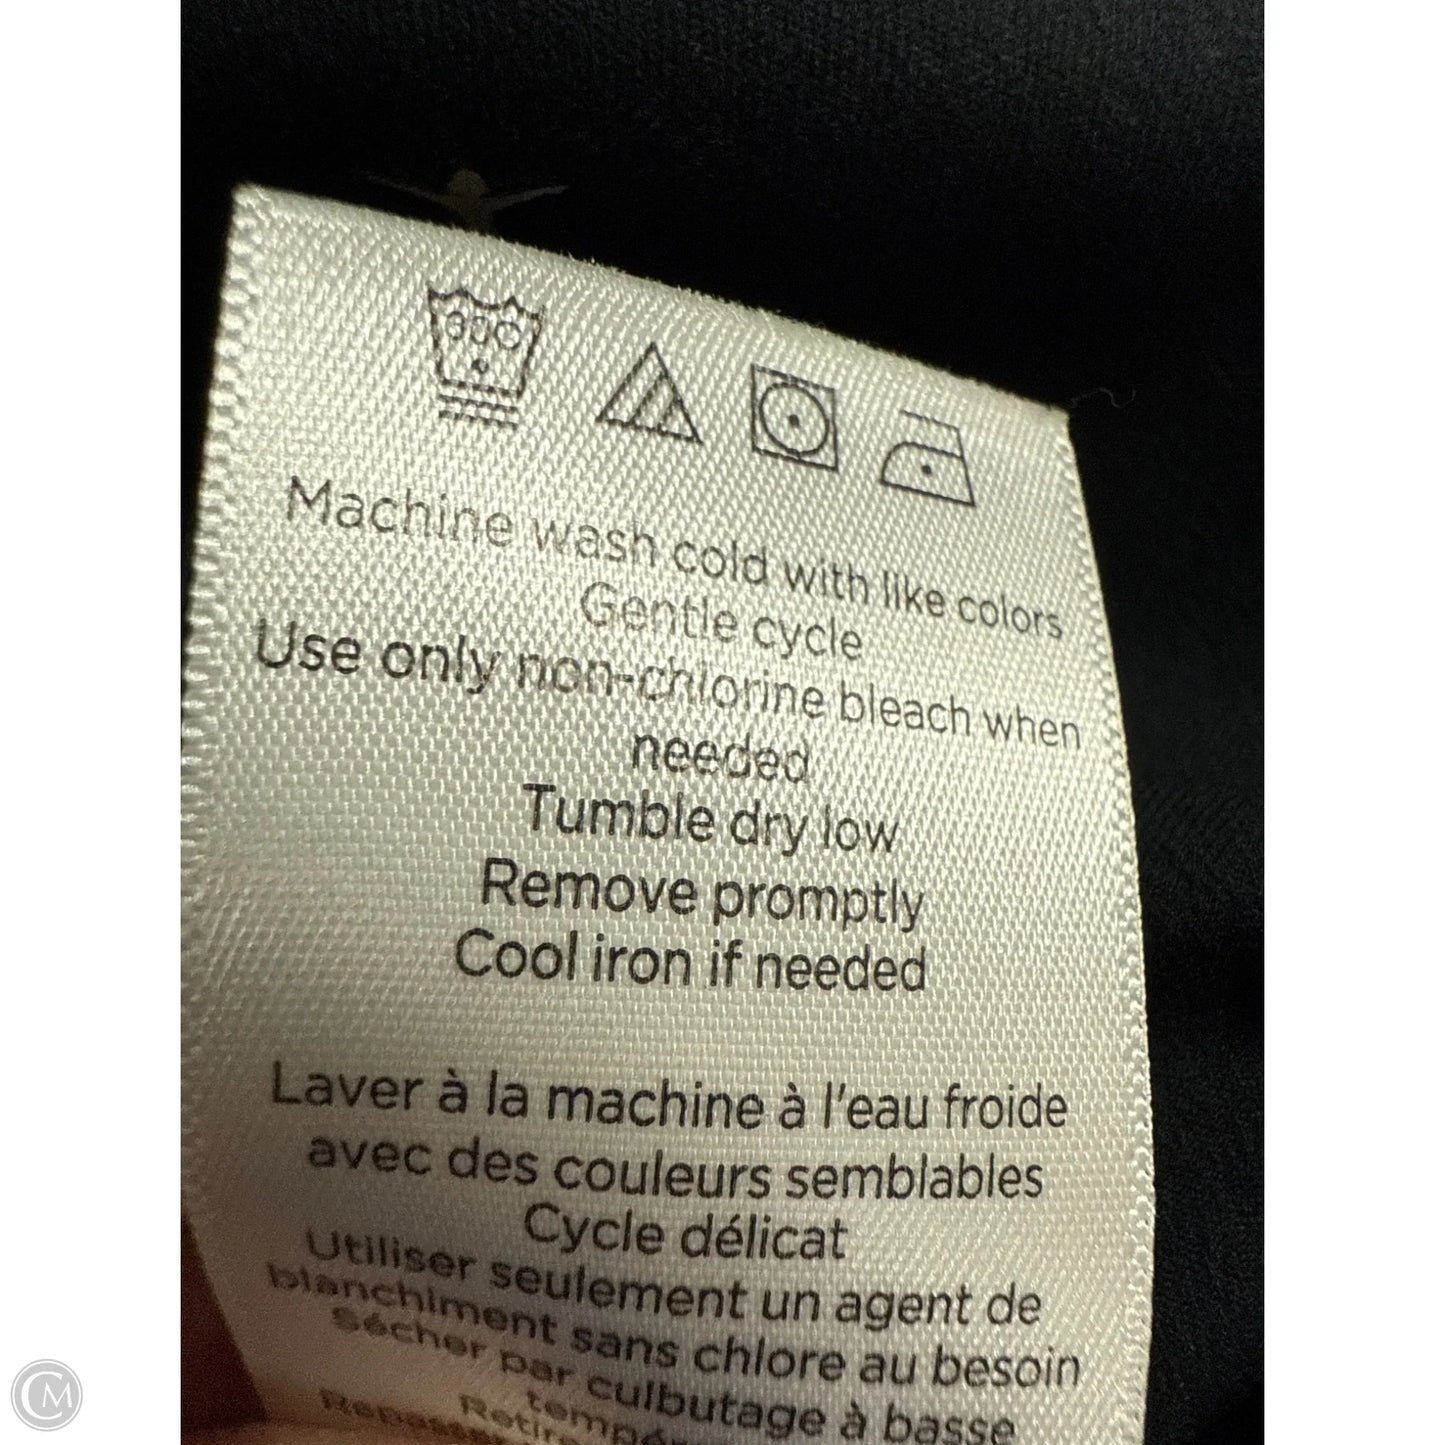 30C
Machine wash cold with like colors
Gentle cycle
Use only non-chlorine bleach when
needed
Tumble dry low
Remove promptly
Cool iron if needed
Laver à la machine à l'eau froide
avec des couleurs semblables
Cycle délicat
Utiliser seulement un agent de
blanchiment sans chlore au besoin
Sécher par culbutage à basse
CM